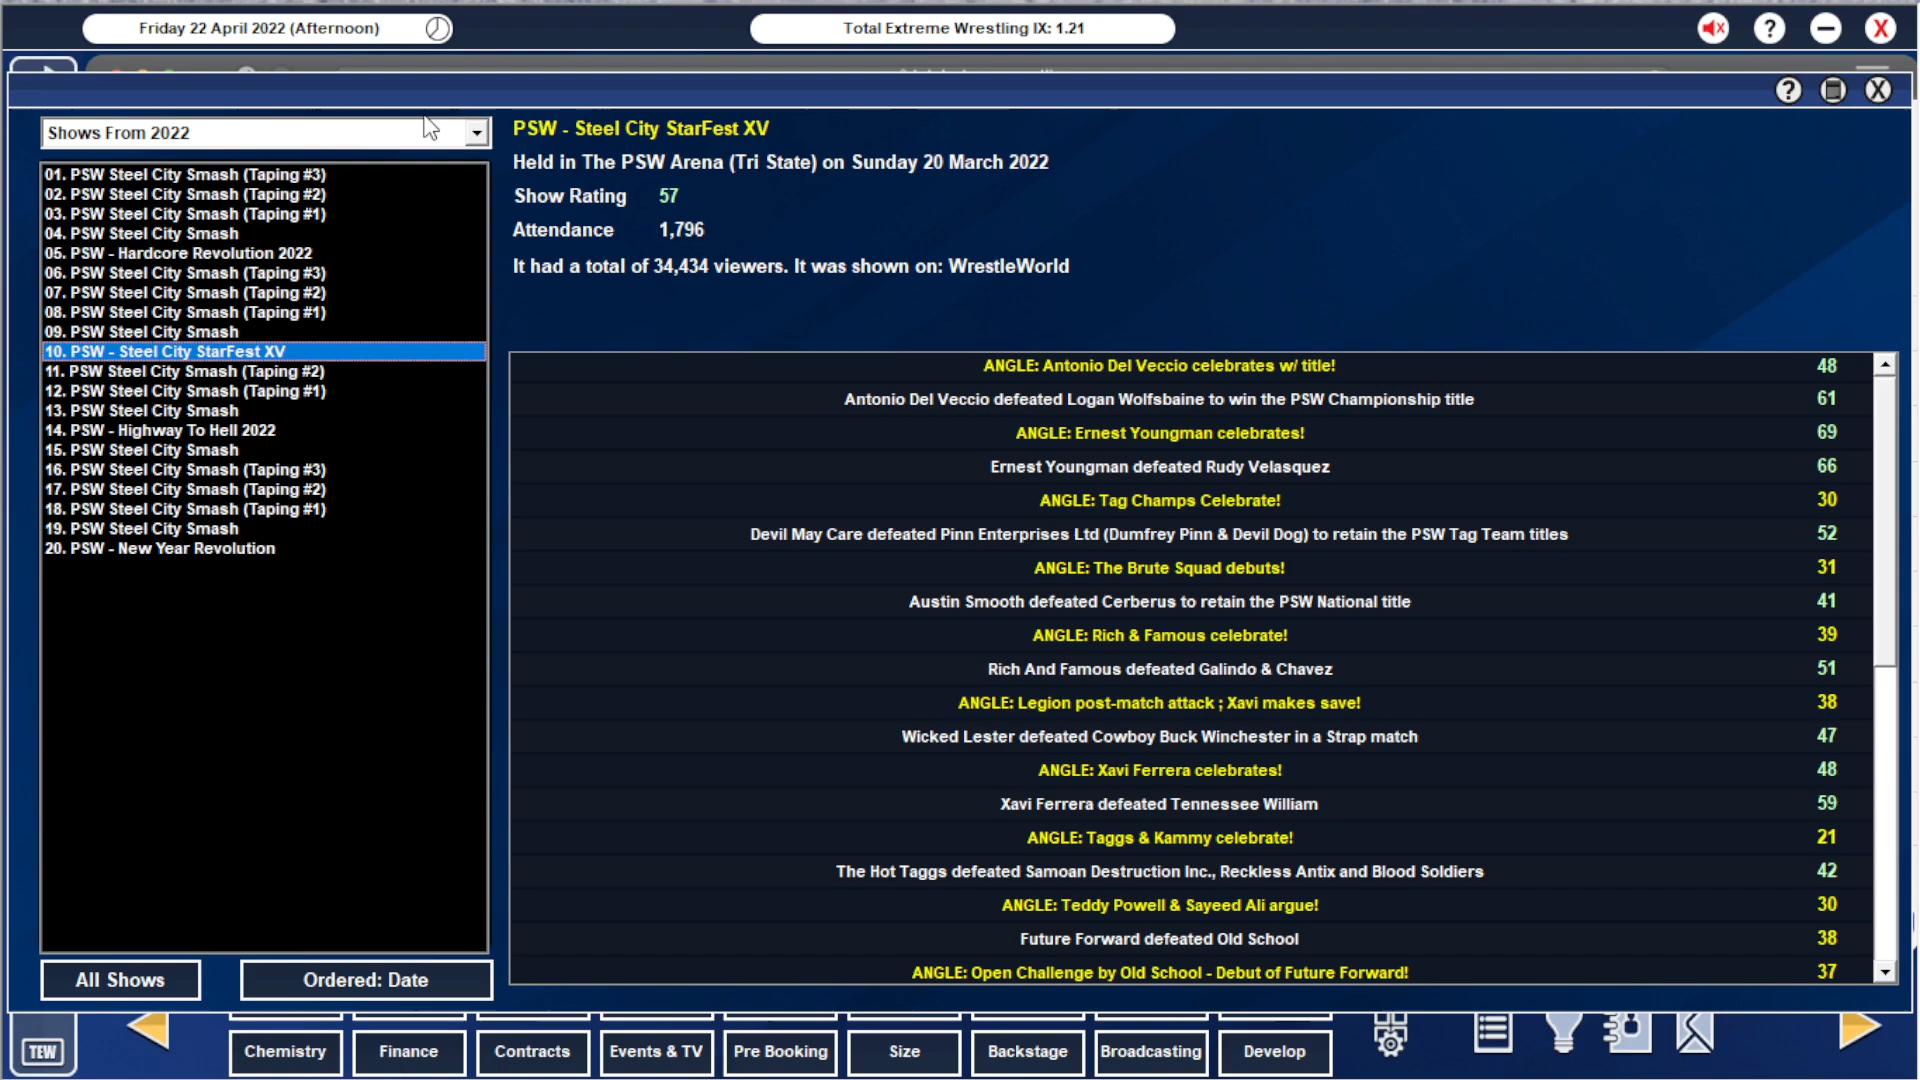 Friday 22 April 2022 (Afternoon)
Total Extreme Wrestling IX: 1.21
?
X
?
X
Shows From 2022
01. PSW Steel City Smash (Taping #3)
02. PSW Steel City Smash (Taping #2)
03. PSW Steel City Smash (Taping #1)
04. PSW Steel City Smash
05. PSW - Hardcore Revolution 2022
06. PSW Steel City Smash (Taping #3)
07. PSW Steel City Smash (Taping #2)
08. PSW Steel City Smash (Taping #1)
09. PSW Steel City Smash
10. PSW - Steel City StarFest XV
11. PSW Steel City Smash (Taping #2)
12. PSW Steel City Smash (Taping #1)
13. PSW Steel City Smash
14. PSW - Highway To Hell 2022
15. PSW Steel City Smash
16. PSW Steel City Smash (Taping #3)
17. PSW Steel City Smash (Taping #2)
18. PSW Steel City Smash (Taping #1)
19. PSW Steel City Smash
20. PSW - New Year Revolution
All Shows
Ordered: Date
PSW - Steel City StarFest XV
Held in The PSW Arena (Tri State) on Sunday 20 March 2022
Show Rating 57
Attendance 1,796
It had a total of 34,434 viewers. It was shown on: WrestleWorld
ANGLE: Antonio Del Veccio celebrates w/ title! 48
Antonio Del Veccio defeated Logan Wolfsbaine to win the PSW Championship title 61
ANGLE: Ernest Youngman celebrates! 69
Ernest Youngman defeated Rudy Velasquez 66
ANGLE: Tag Champs Celebrate! 30
Devil May Care defeated Pinn Enterprises Ltd (Dumfrey Pinn & Devil Dog) to retain the PSW Tag Team titles 52
ANGLE: The Brute Squad debuts! 31
Austin Smooth defeated Cerberus to retain the PSW National title 41
ANGLE: Rich & Famous celebrate! 39
Rich And Famous defeated Galindo & Chavez 51
ANGLE: Legion post-match attack ; Xavi makes save! 38
Wicked Lester defeated Cowboy Buck Winchester in a Strap match 47
ANGLE: Xavi Ferrera celebrates! 48
Xavi Ferrera defeated Tennessee William 59
ANGLE: Taggs & Kammy celebrate! 21
The Hot Taggs defeated Samoan Destruction Inc., Reckless Antix and Blood Soldiers 42
ANGLE: Teddy Powell & Sayeed Ali argue! 30
Future Forward defeated Old School 38
ANGLE: Open Challenge by Old School - Debut of Future Forward! 37
TEW
Chemistry
Finance
Contracts
Events & TV
Pre Booking
Size
Backstage
Broadcasting
Develop